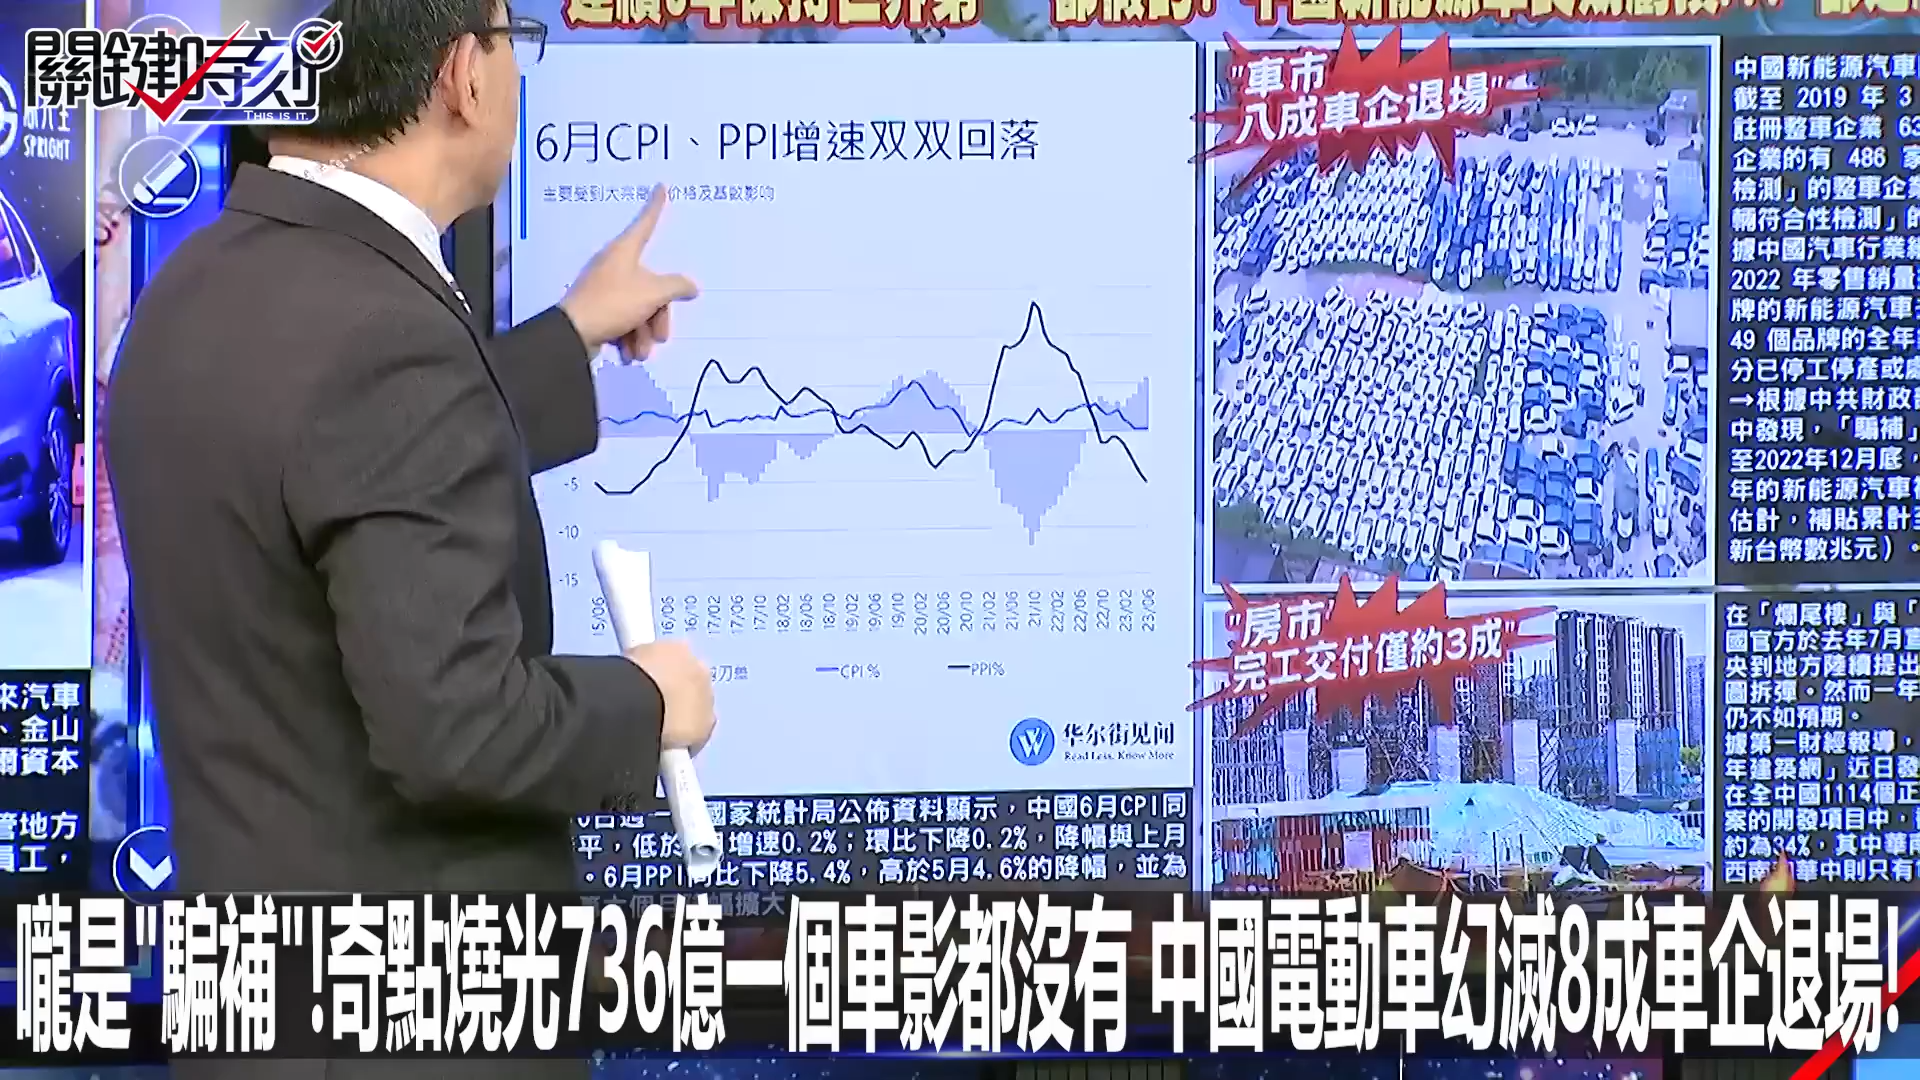 關鍵時刻
THIS IS IT.
SPRIGHT
6月CPI、PPI增速双双回落
-5
-10
-15
15/06
16/06
16/10
17/02
17/06
17/10
18/02
18/06
18/10
19/02
19/06
19/10
20/02
20/06
20/10
21/02
21/06
21/10
22/02
22/06
22/10
23/02
23/06
CPI %
PPI%
华尔街见闻
Read Less, Know More
國家統計局公佈資料顯示，中國6月CPI同
平，低於
增速0.2%；環比下降0.2%，降幅與上月
。6月PPI同比下降5.4%，高於5月4.6%的降幅，並為
"車市
八成車企退場"
"房市
完工交付僅約3成"
中國新能源汽車
截至 2019 年 3
註冊整車企業 63
企業的有 486 家
檢測」的整車企業
輛符合性檢測」的
據中國汽車行業
2022 年零售銷量
牌的新能源汽車
49 個品牌的全年
分已停工停產或
→根據中共財政
中發現，「騙補」
至2022年12月底，
年的新能源汽車
估計，補貼累計至
新台幣數兆元）。
在「爛尾樓」與「
國官方於去年7月
央到地方陸續提出
圖拆彈。然而一年
仍不如預期。
據第一財經報導，
年建築網」近日發
在全中國1114個正
案的開發項目中，
約為34%，其中華南
西南和華中則只有
來汽車
、金山
爾資本
管地方
員工，
嚨是"騙補"!奇點燒光736億一個車影都沒有 中國電動車幻滅8成車企退場!